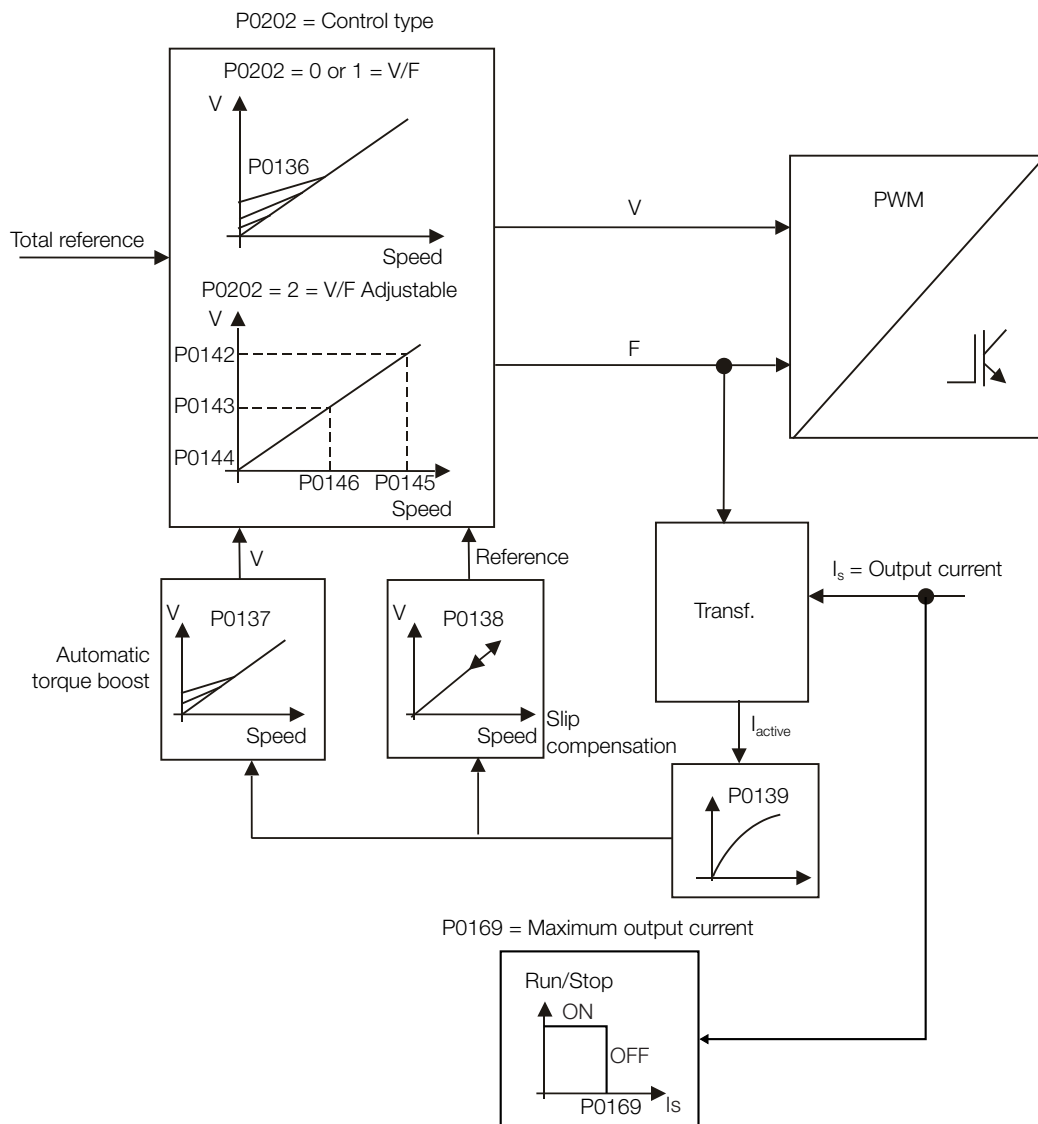 P0202 = Control type
P0202 = 0 or 1 = V/F
V
P0136
Speed
Total reference
P0202 = 2 = V/F Adjustable
V
P0142
P0143
P0144
P0146
P0145
Speed
V
F
PWM
V
Reference
V
P0137
Speed
Automatic
torque boost
V
P0138
Speed
Slip
compensation
Transf.
Is = Output current
Iactive
P0139
P0169 = Maximum output current
Run/Stop
ON
OFF
P0169
Is